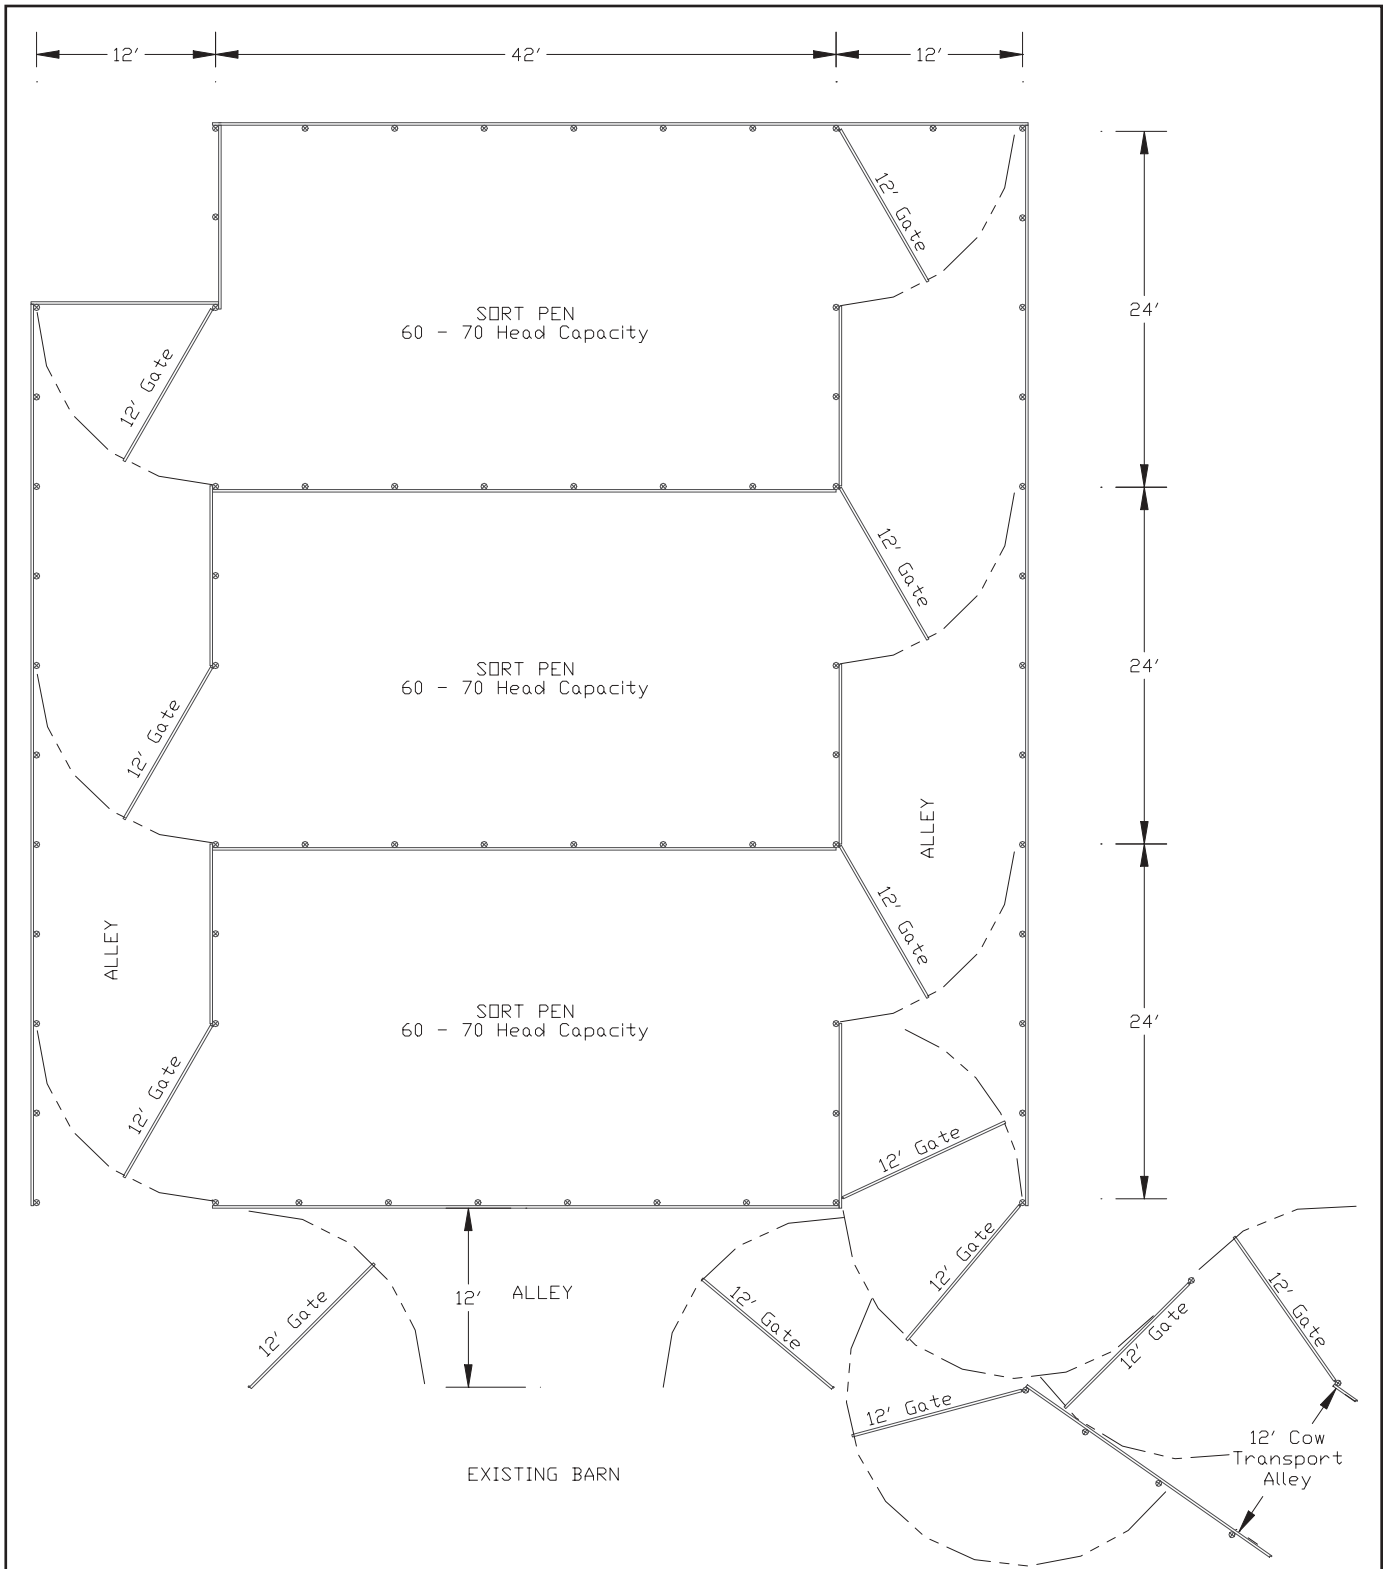 12′
42′
12′
12′ Gate
24′
SORT PEN
60 - 70 Head Capacity
12′ Gate
12′ Gate
24′
SORT PEN
60 - 70 Head Capacity
12′ Gate
ALLEY
12′ Gate
ALLEY
SORT PEN
60 - 70 Head Capacity
24′
12′ Gate
12′ Gate
12′ Gate
12′
ALLEY
12′ Gate
12′ Gate
12′ Gate
12′ Gate
12′ Gate
EXISTING BARN
12′ Cow
Transport
Alley